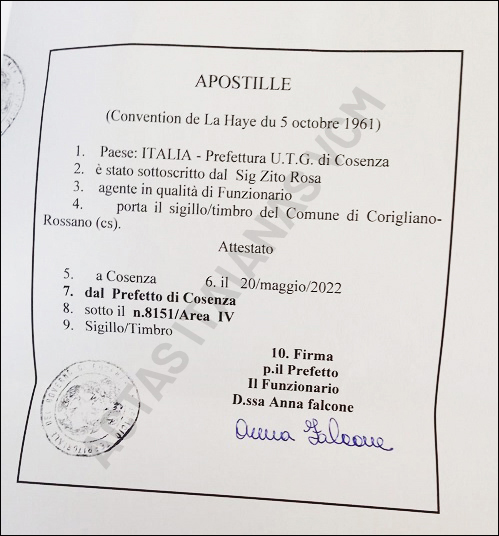 APOSTILLE
(Convention de La Haye du 5 octobre 1961)
1. Paese: ITALIA - Prefettura U.T.G. di Cosenza
2. è stato sottoscritto dal Sig Zito Rosa
3. agente in qualità di Funzionario
4. porta il sigillo/timbro del Comune di Corigliano-
Rossano (cs).
Attestato
5. a Cosenza 6. il 20/maggio/2022
7. dal Prefetto di Cosenza
8. sotto il n.8151/Area IV
9. Sigillo/Timbro
10. Firma
p.il Prefetto
Il Funzionario
D.ssa Anna falcone
Anna Falcone